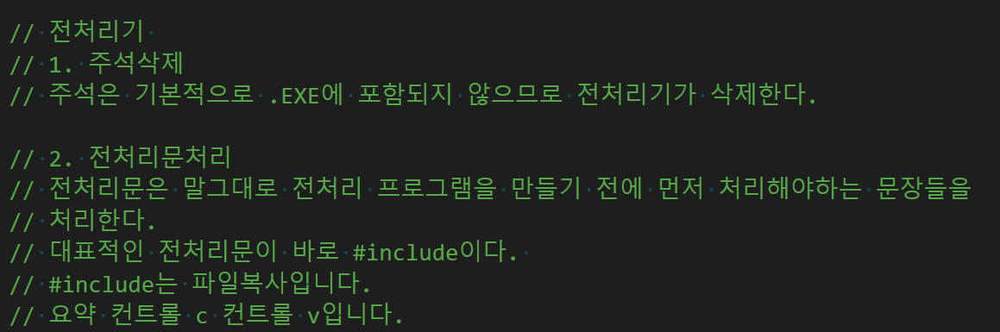 // 전처리기
// 1. 주석삭제
// 주석은 기본적으로 .EXE에 포함되지 않으므로 전처리기가 삭제한다.
// 2. 전처리문처리
// 전처리문은 말그대로 전처리 프로그램을 만들기 전에 먼저 처리해야하는 문장들을
// 처리한다.
// 대표적인 전처리문이 바로 #include이다.
// #include는 파일복사입니다.
// 요약 컨트롤 c 컨트롤 v입니다.